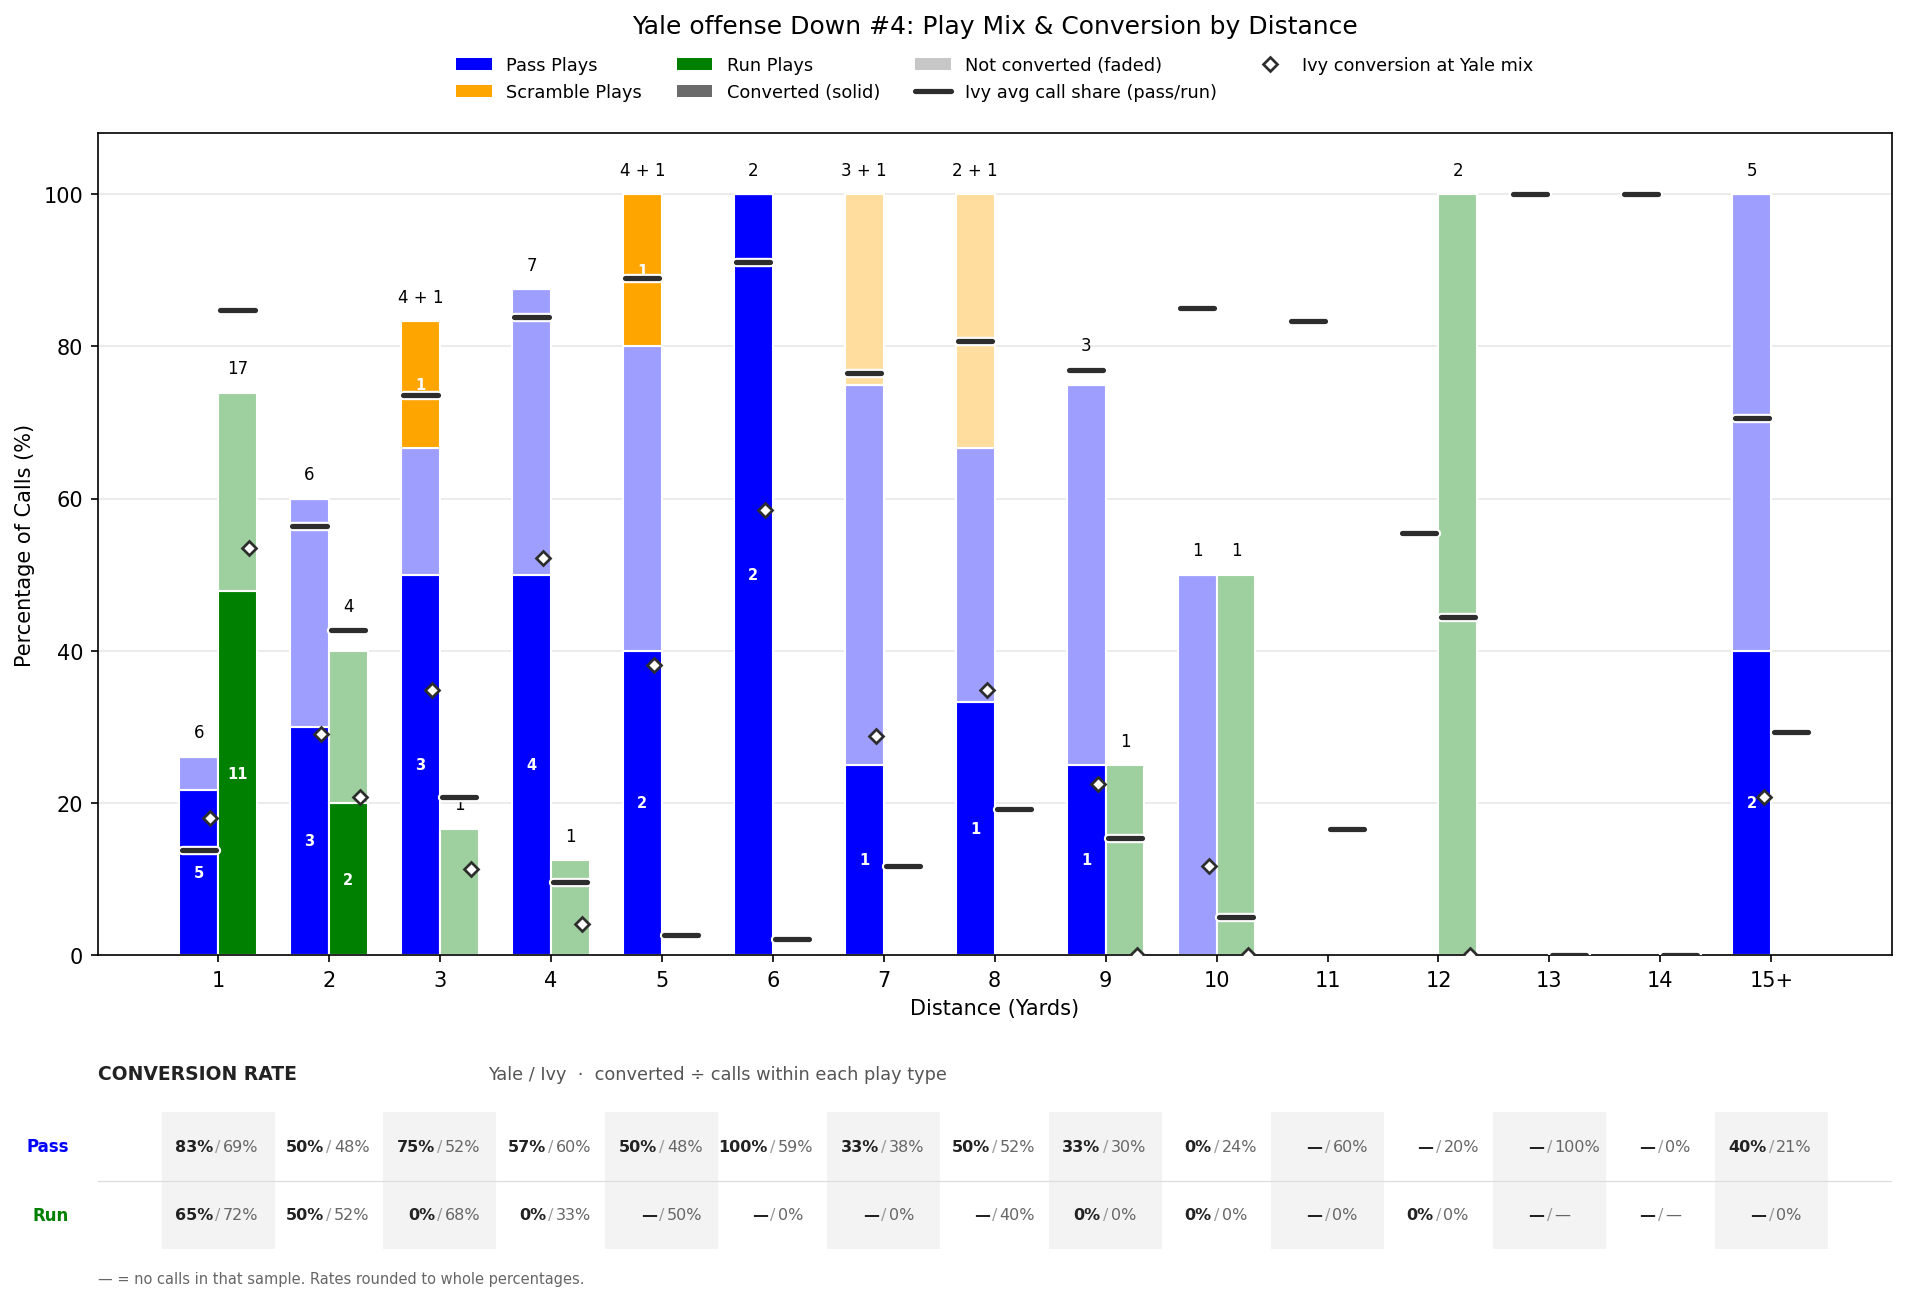 Yale offense Down #4: Play Mix & Conversion by Distance
Pass Plays
Run Plays
Not converted (faded)
Ivy conversion at Yale mix
Scramble Plays
Converted (solid)
Ivy avg call share (pass/run)
4 + 1 2 3 + 1 2 + 1 2 5
100
7
4 + 1
1
80
3
17
1
6
60
1 1
2
4
40
6
1
11
3 4
1
20
2 2
1
3
1
1 1
5
2
0
1 2 3 4 5 6 7 8 9 10 11 12 13 14 15+
Percentage of Calls (%)
Distance (Yards)
CONVERSION RATE
Yale / Ivy · converted ÷ calls within each play type
Pass 83% / 69% 50% / 48% 75% / 52% 57% / 60% 50% / 48% 100% / 59% 33% / 38% 50% / 52% 33% / 30% 0% / 24% — / 60% — / 20% — / 100% — / 0% 40% / 21%
Run 65% / 72% 50% / 52% 0% / 68% 0% / 33% — / 50% — / 0% — / 0% — / 40% 0% / 0% 0% / 0% — / 0% 0% / 0% — / — — / — — / 0%
— = no calls in that sample. Rates rounded to whole percentages.